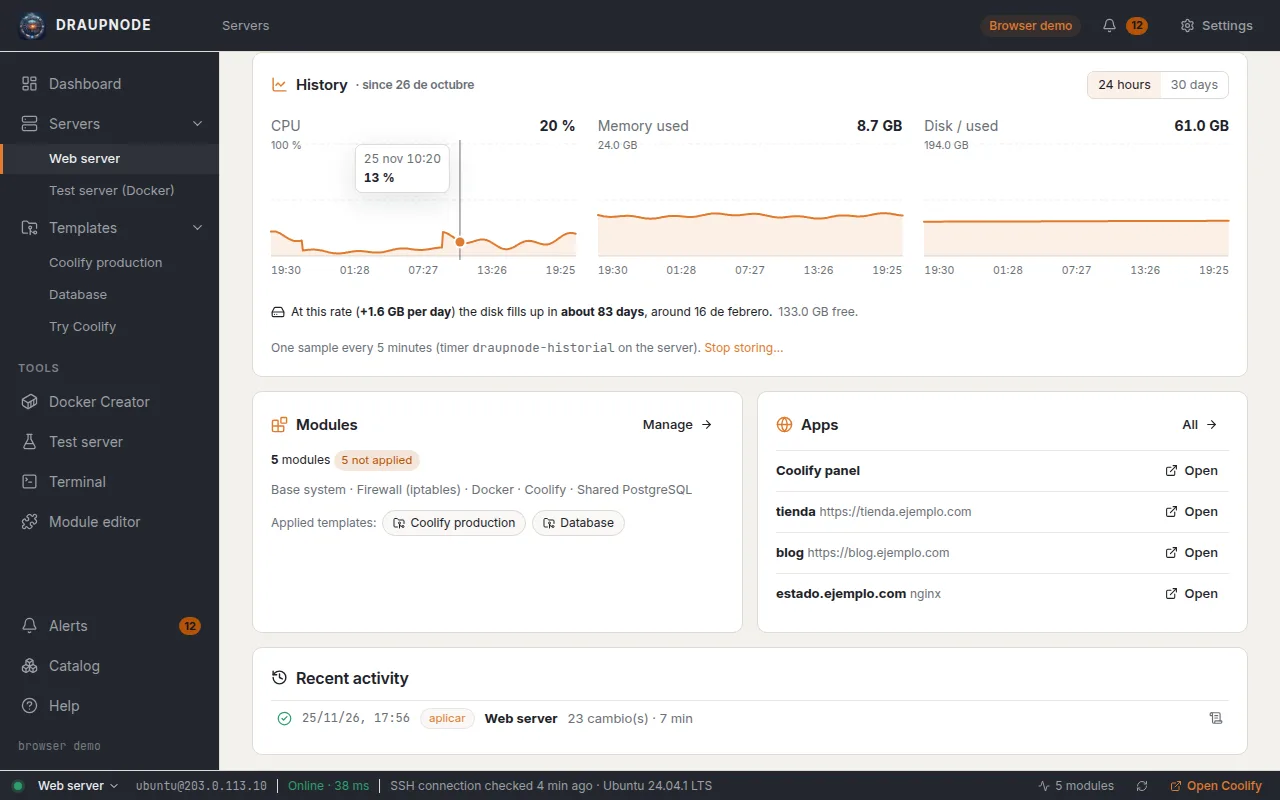 DRAUPNODE
Servers
Browser demo
12
Settings
Dashboard
Servers
Web server
Test server (Docker)
Templates
Coolify production
Database
Try Coolify
TOOLS
Docker Creator
Test server
Terminal
Module editor
Alerts 12
Catalog
Help
browser demo
History · since 26 de octubre
24 hours 30 days
CPU 20 %
100 %
25 nov 10:20
13 %
19:30 01:28 07:27 13:26 19:25
Memory used 8.7 GB
24.0 GB
19:30 01:28 07:27 13:26 19:25
Disk / used 61.0 GB
194.0 GB
19:30 01:28 07:27 13:26 19:25
At this rate (+1.6 GB per day) the disk fills up in about 83 days, around 16 de febrero. 133.0 GB free.
One sample every 5 minutes (timer draupnode-historial on the server). Stop storing...
Modules Manage
5 modules 5 not applied
Base system · Firewall (iptables) · Docker · Coolify · Shared PostgreSQL
Applied templates: Coolify production Database
Apps All
Coolify panel Open
tienda https://tienda.ejemplo.com Open
blog https://blog.ejemplo.com Open
estado.ejemplo.com nginx Open
Recent activity
25/11/26, 17:56 aplicar Web server 23 cambio(s) · 7 min
Web server ubuntu@203.0.113.10 Online · 38 ms SSH connection checked 4 min ago · Ubuntu 24.04.1 LTS 5 modules Open Coolify